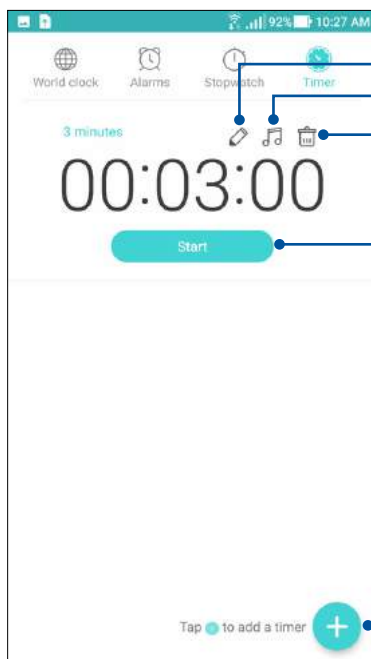 92% 10:27 AM
World clock Alarms Stopwatch Timer
3 minutes
00:03:00
Start
Tap to add a timer